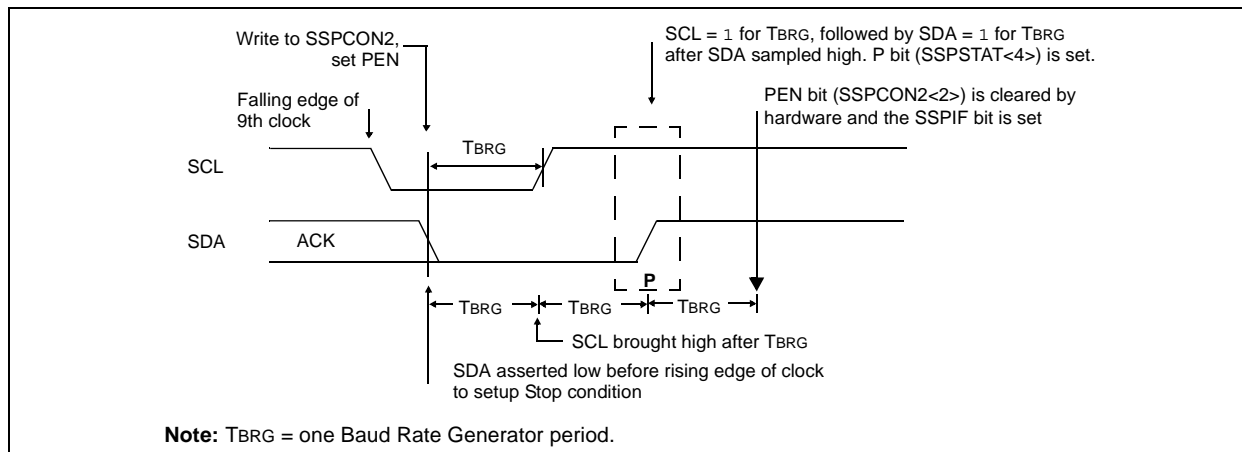 Write to SSPCON2,
set PEN
SCL = 1 for TBRG, followed by SDA = 1 for TBRG
after SDA sampled high. P bit (SSPSTAT<4>) is set.
Falling edge of
9th clock
PEN bit (SSPCON2<2>) is cleared by
hardware and the SSPIF bit is set
TBRG
SCL
SDA
ACK
P
TBRG
TBRG
TBRG
SCL brought high after TBRG
SDA asserted low before rising edge of clock
to setup Stop condition
Note: TBRG = one Baud Rate Generator period.